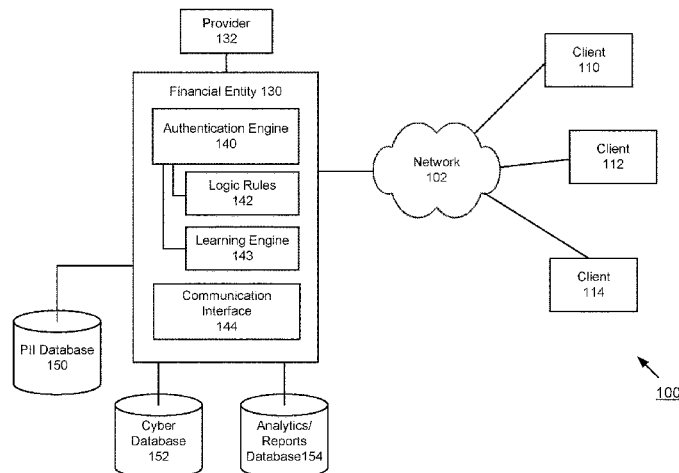 Provider
132
Financial Entity 130
Authentication Engine
140
Logic Rules
142
Learning Engine
143
Communication
Interface
144
PII Database
150
Cyber
Database
152
Analytics/
Reports
Database154
Network
102
Client
110
Client
112
Client
114
100